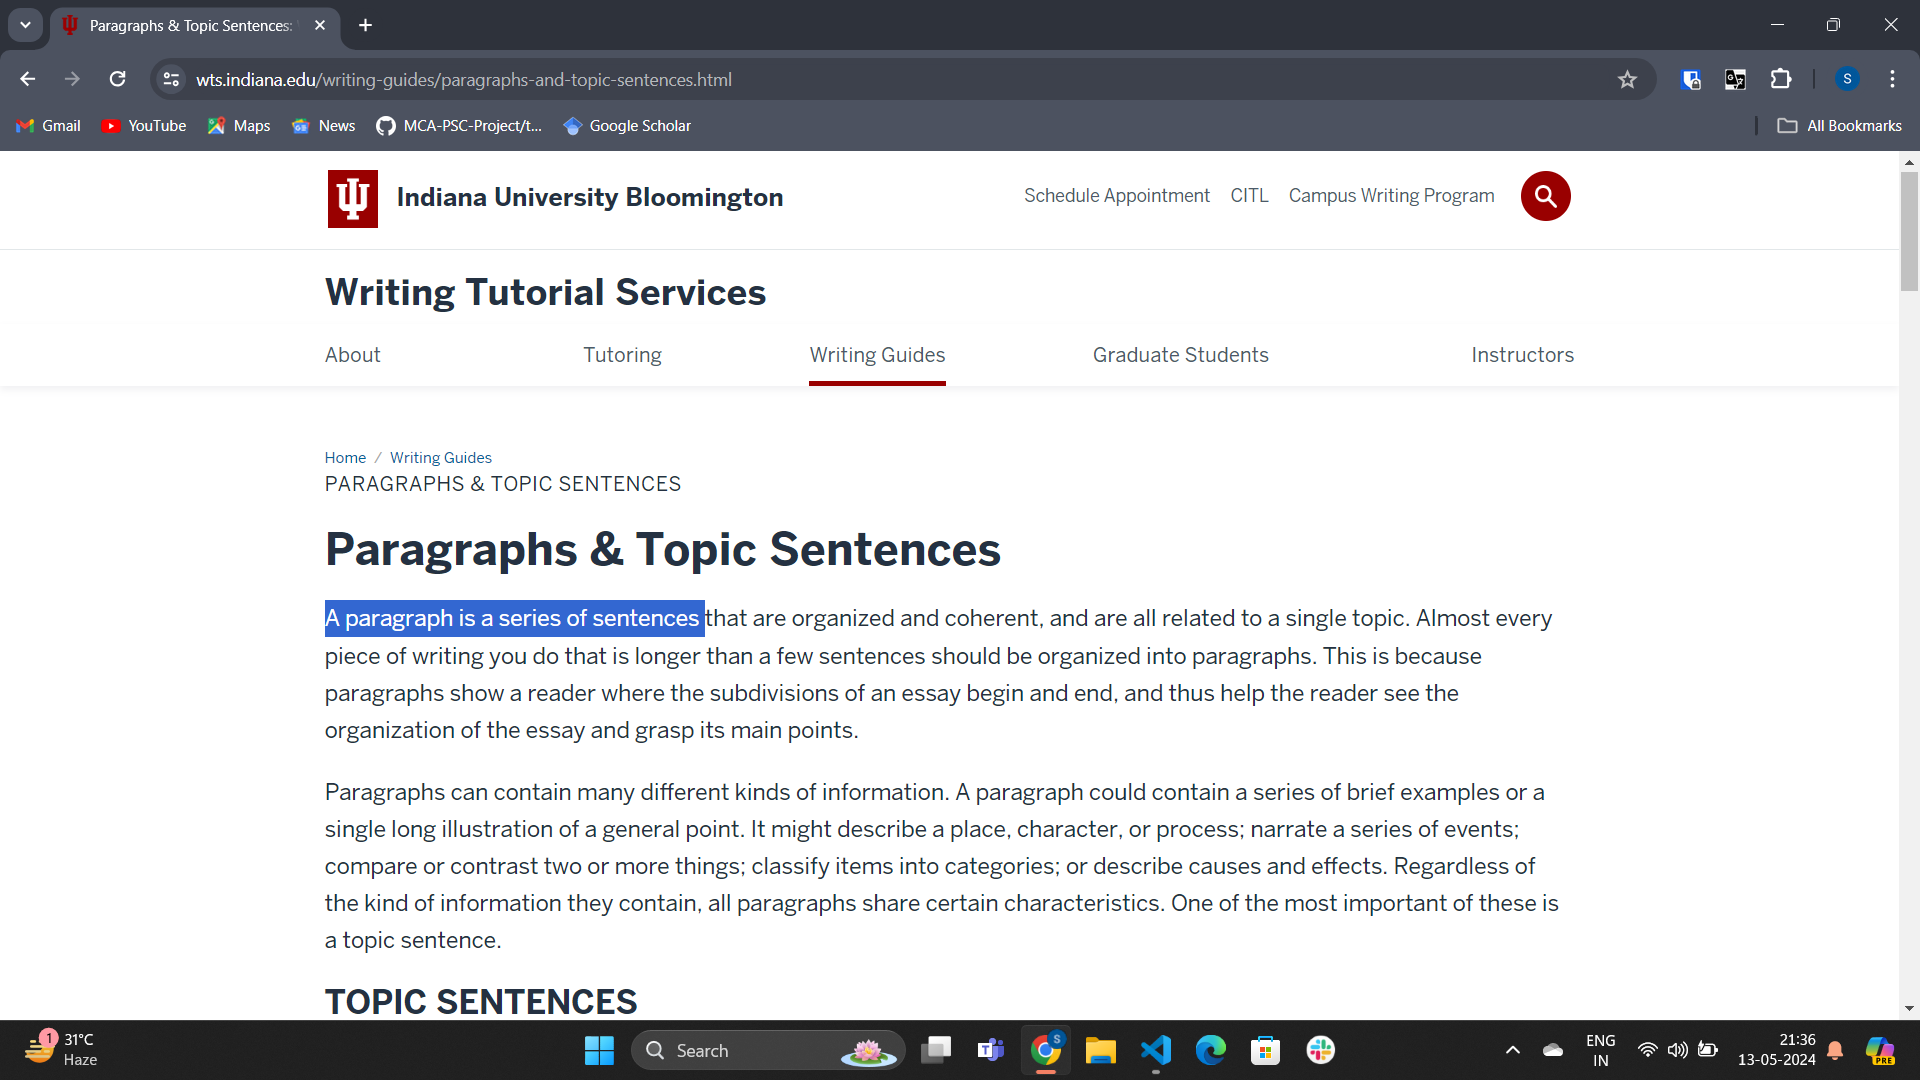 Paragraphs & Topic Sentences:
wts.indiana.edu/writing-guides/paragraphs-and-topic-sentences.html
S
Gmail YouTube Maps News MCA-PSC-Project/t... Google Scholar All Bookmarks
Indiana University Bloomington
Schedule Appointment CITL Campus Writing Program
Writing Tutorial Services
About Tutoring Writing Guides Graduate Students Instructors
Home / Writing Guides
PARAGRAPHS & TOPIC SENTENCES
Paragraphs & Topic Sentences
A paragraph is a series of sentences that are organized and coherent, and are all related to a single topic. Almost every
piece of writing you do that is longer than a few sentences should be organized into paragraphs. This is because
paragraphs show a reader where the subdivisions of an essay begin and end, and thus help the reader see the
organization of the essay and grasp its main points.
Paragraphs can contain many different kinds of information. A paragraph could contain a series of brief examples or a
single long illustration of a general point. It might describe a place, character, or process; narrate a series of events;
compare or contrast two or more things; classify items into categories; or describe causes and effects. Regardless of
the kind of information they contain, all paragraphs share certain characteristics. One of the most important of these is
a topic sentence.
TOPIC SENTENCES
1
31°C
Haze
Search
S
ENG
IN
21:36
13-05-2024
PRE